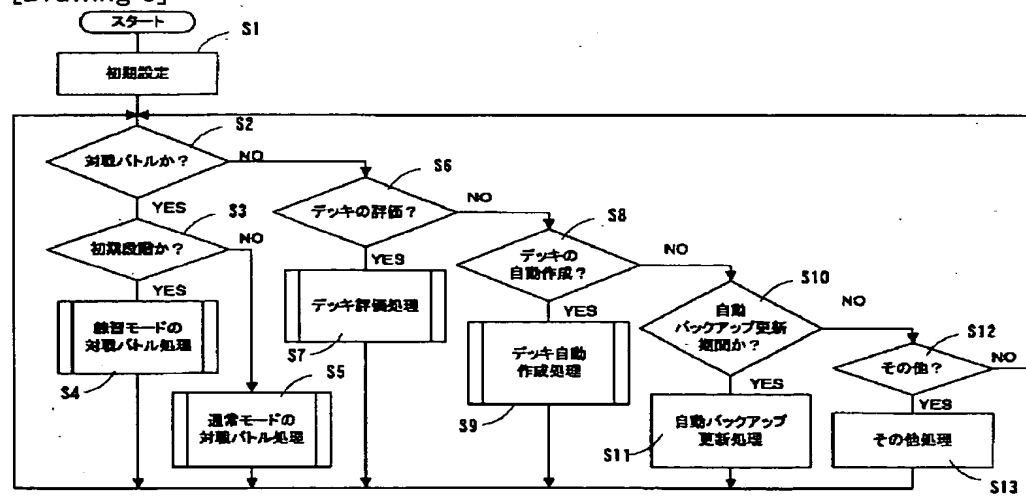 スタート
S1
初期設定
S2
対戦バトルか？
NO
YES
S3
初期段階か？
NO
YES
練習モードの
対戦バトル処理
S4
S5
通常モードの
対戦バトル処理
S6
デッキの評価？
NO
YES
デッキ評価処理
S7
S8
デッキの
自動作成？
NO
YES
デッキ自動
作成処理
S9
S10
自動
バックアップ更新
期間か？
NO
YES
自動バックアップ
更新処理
S11
S12
その他？
NO
YES
その他処理
S13